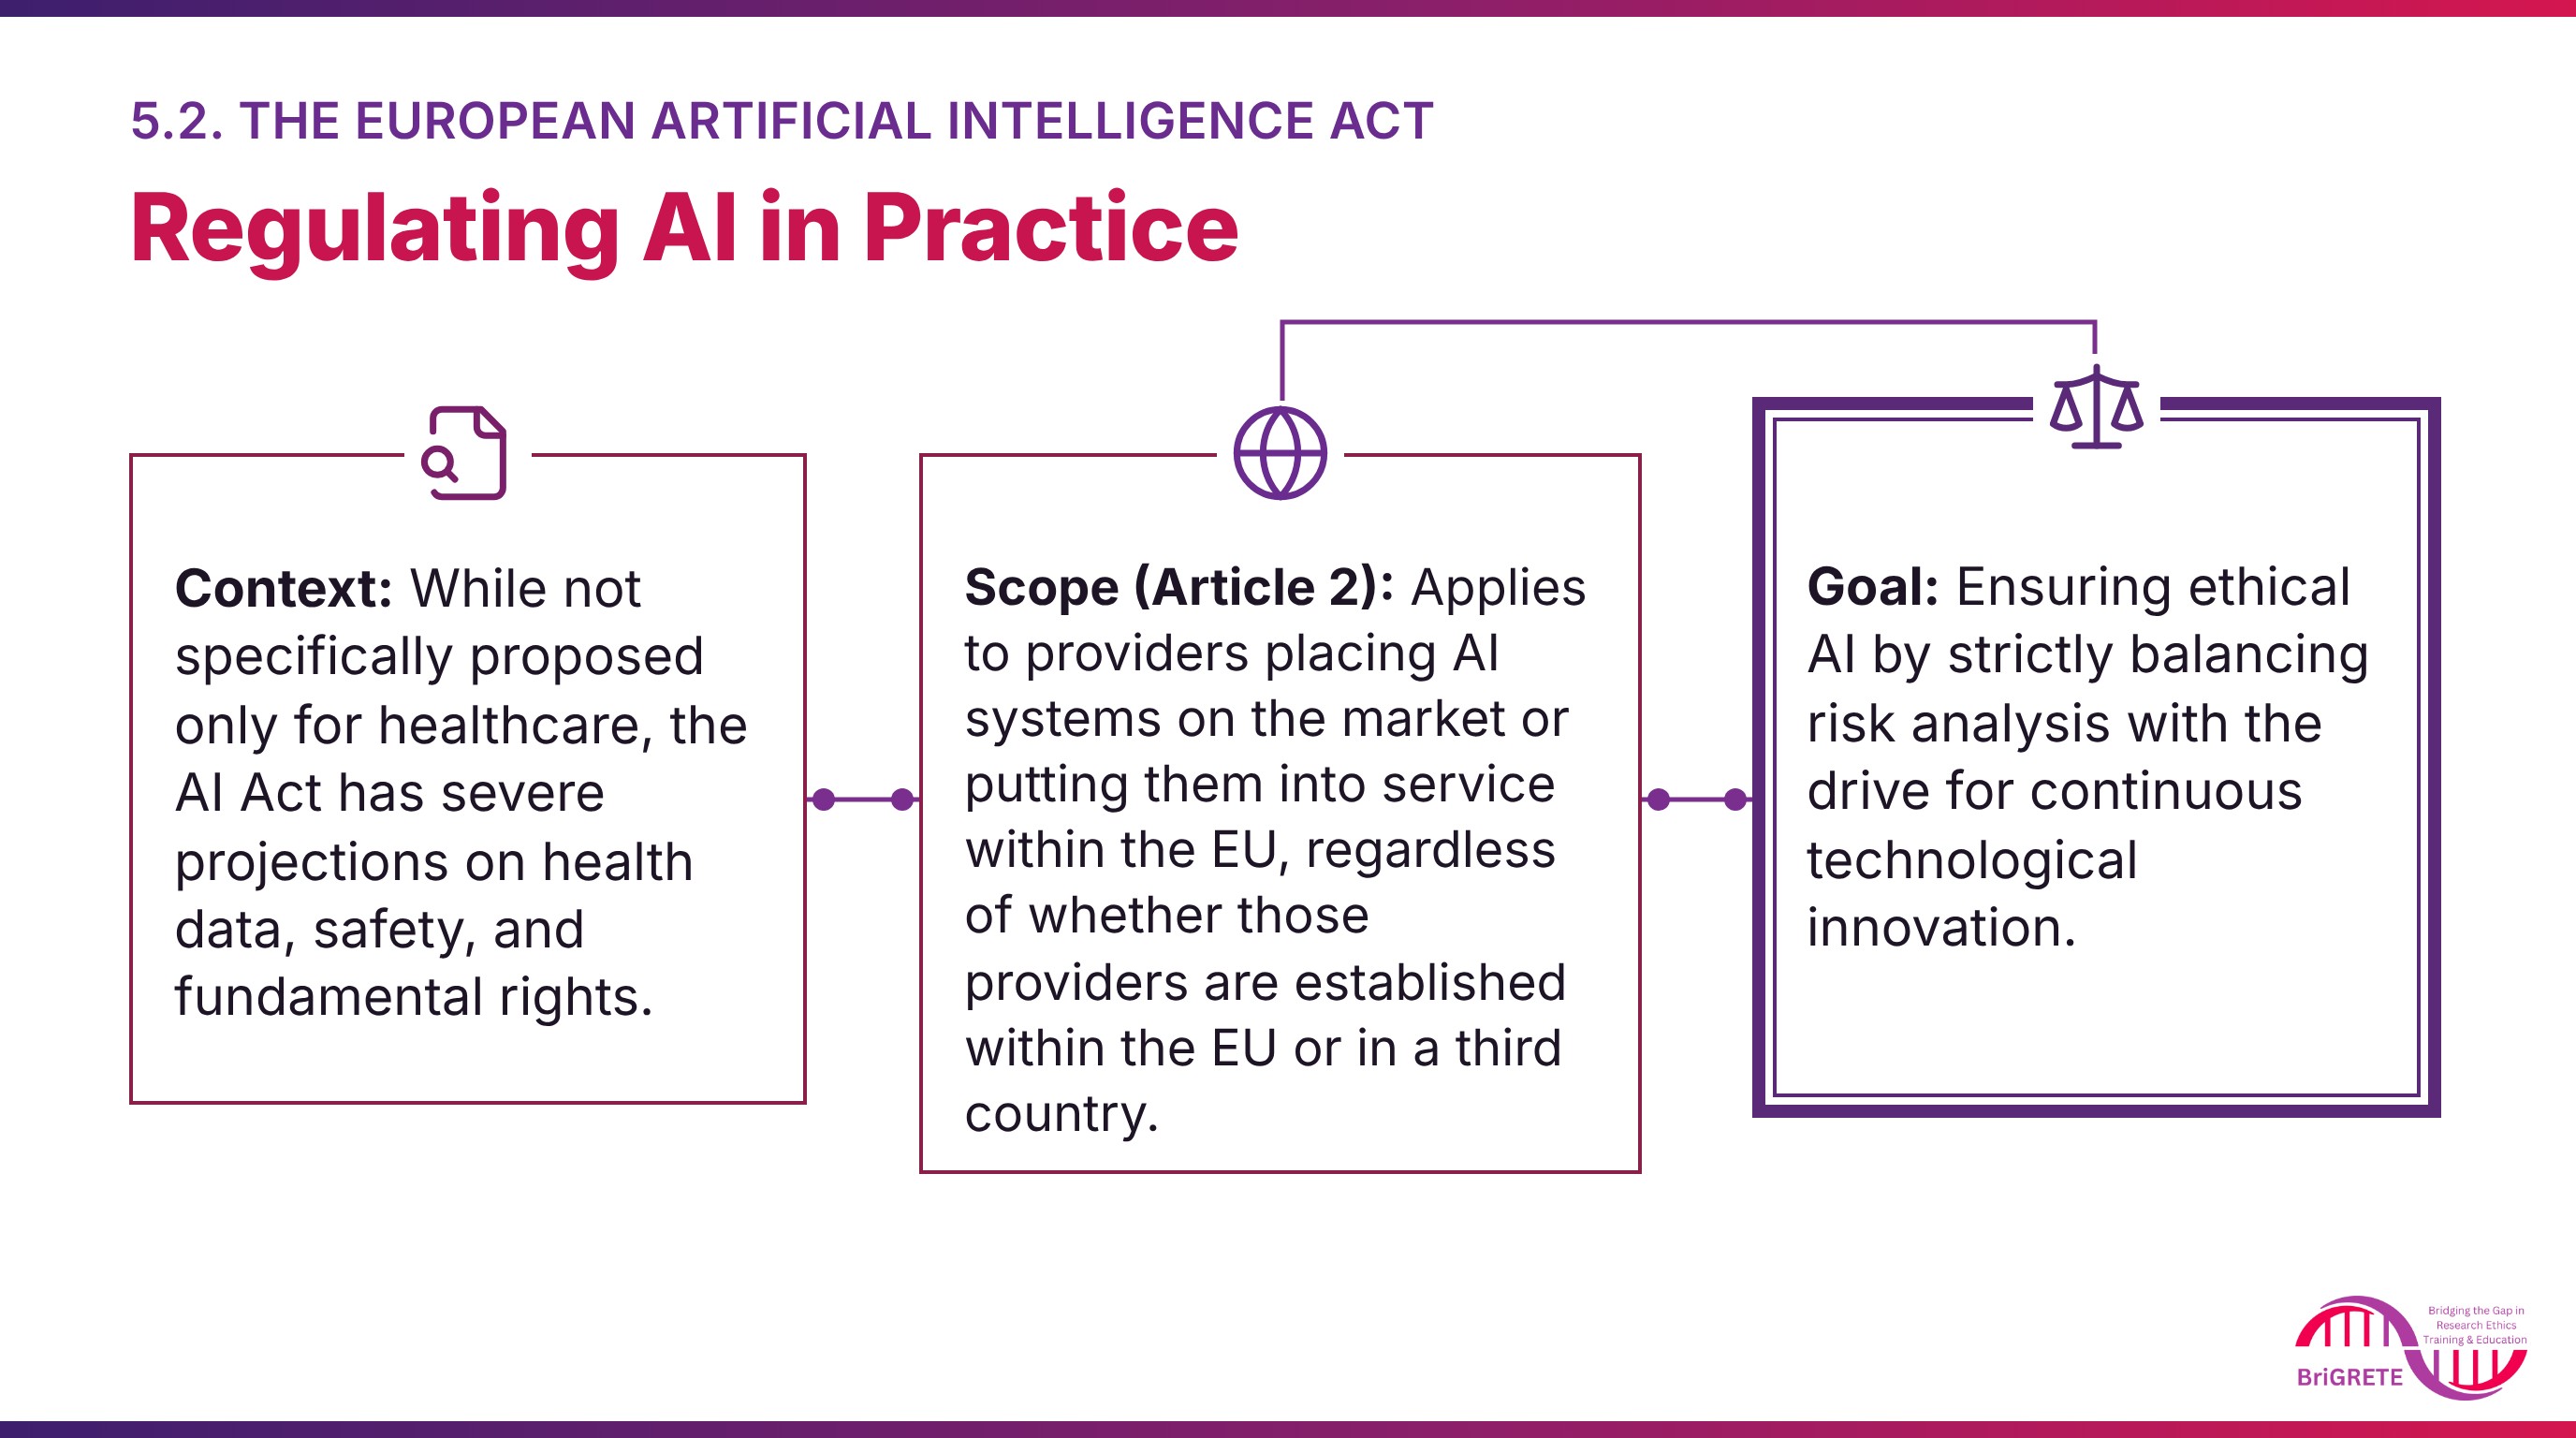 5.2. THE EUROPEAN ARTIFICIAL INTELLIGENCE ACT
Regulating AI in Practice
Context: While not
specifically proposed
only for healthcare, the
AI Act has severe
projections on health
data, safety, and
fundamental rights.
Scope (Article 2): Applies
to providers placing AI
systems on the market or
putting them into service
within the EU, regardless
of whether those
providers are established
within the EU or in a third
country.
Goal: Ensuring ethical
AI by strictly balancing
risk analysis with the
drive for continuous
technological
innovation.
Bridging the Gap in
Research Ethics
Training & Education
BriGRETE